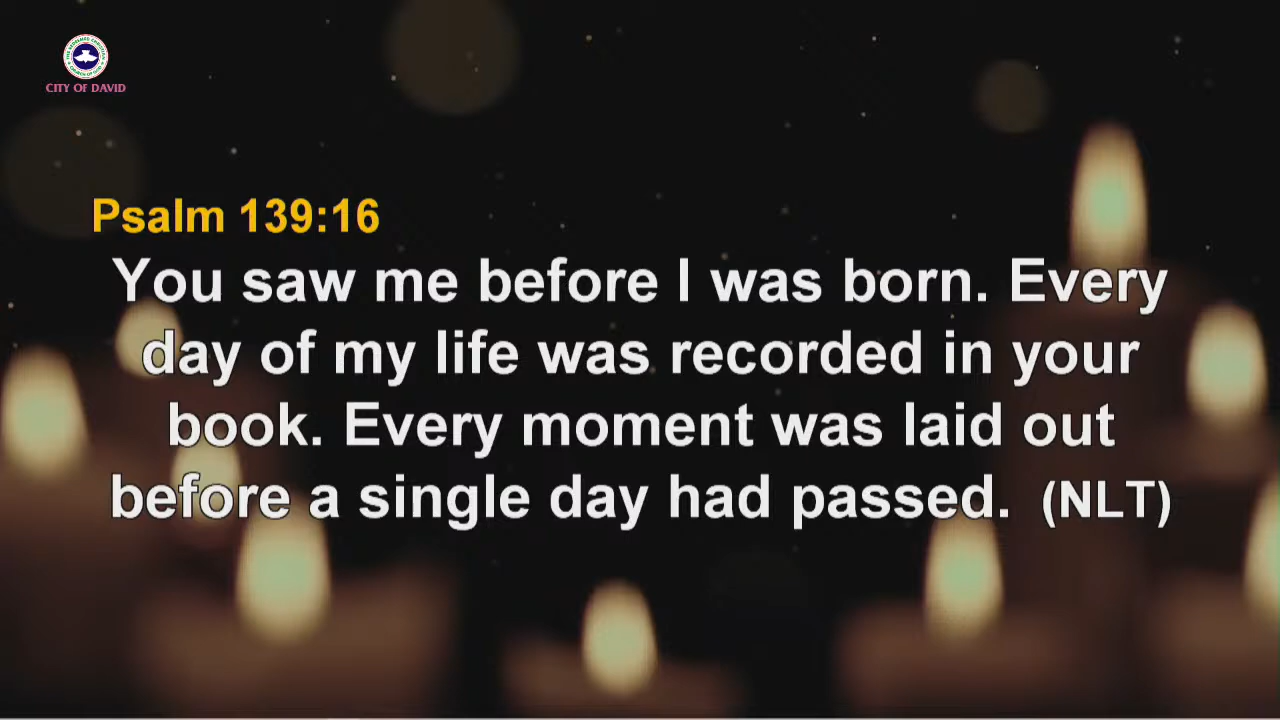 CITY OF DAVID
Psalm 139:16
You saw me before I was born. Every
day of my life was recorded in your
book. Every moment was laid out
before a single day had passed. (NLT)